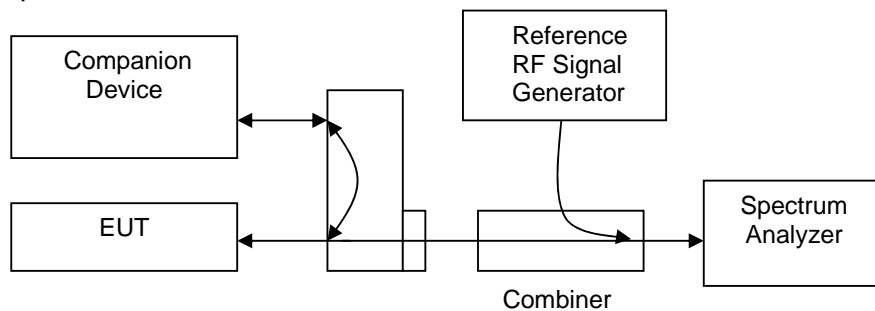 Companion
Device
Reference
RF Signal
Generator
EUT
Spectrum
Analyzer
Combiner